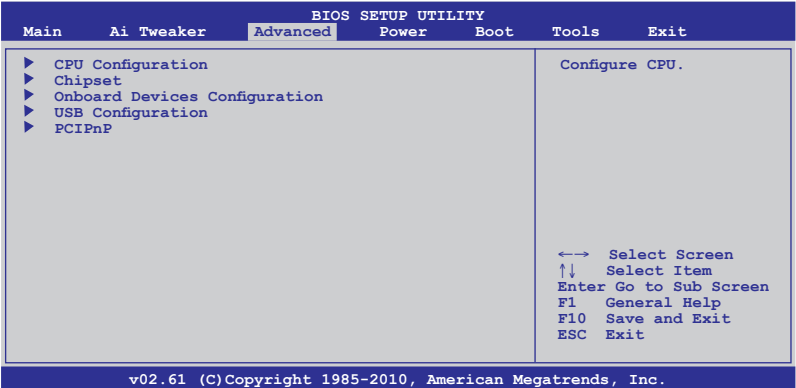 BIOS SETUP UTILITY
Main Ai Tweaker Advanced Power Boot Tools Exit
CPU Configuration
Chipset
Onboard Devices Configuration
USB Configuration
PCIPnP
Configure CPU.
←→ Select Screen
↑↓ Select Item
Enter Go to Sub Screen
F1 General Help
F10 Save and Exit
ESC Exit
v02.61 (C)Copyright 1985-2010, American Megatrends, Inc.